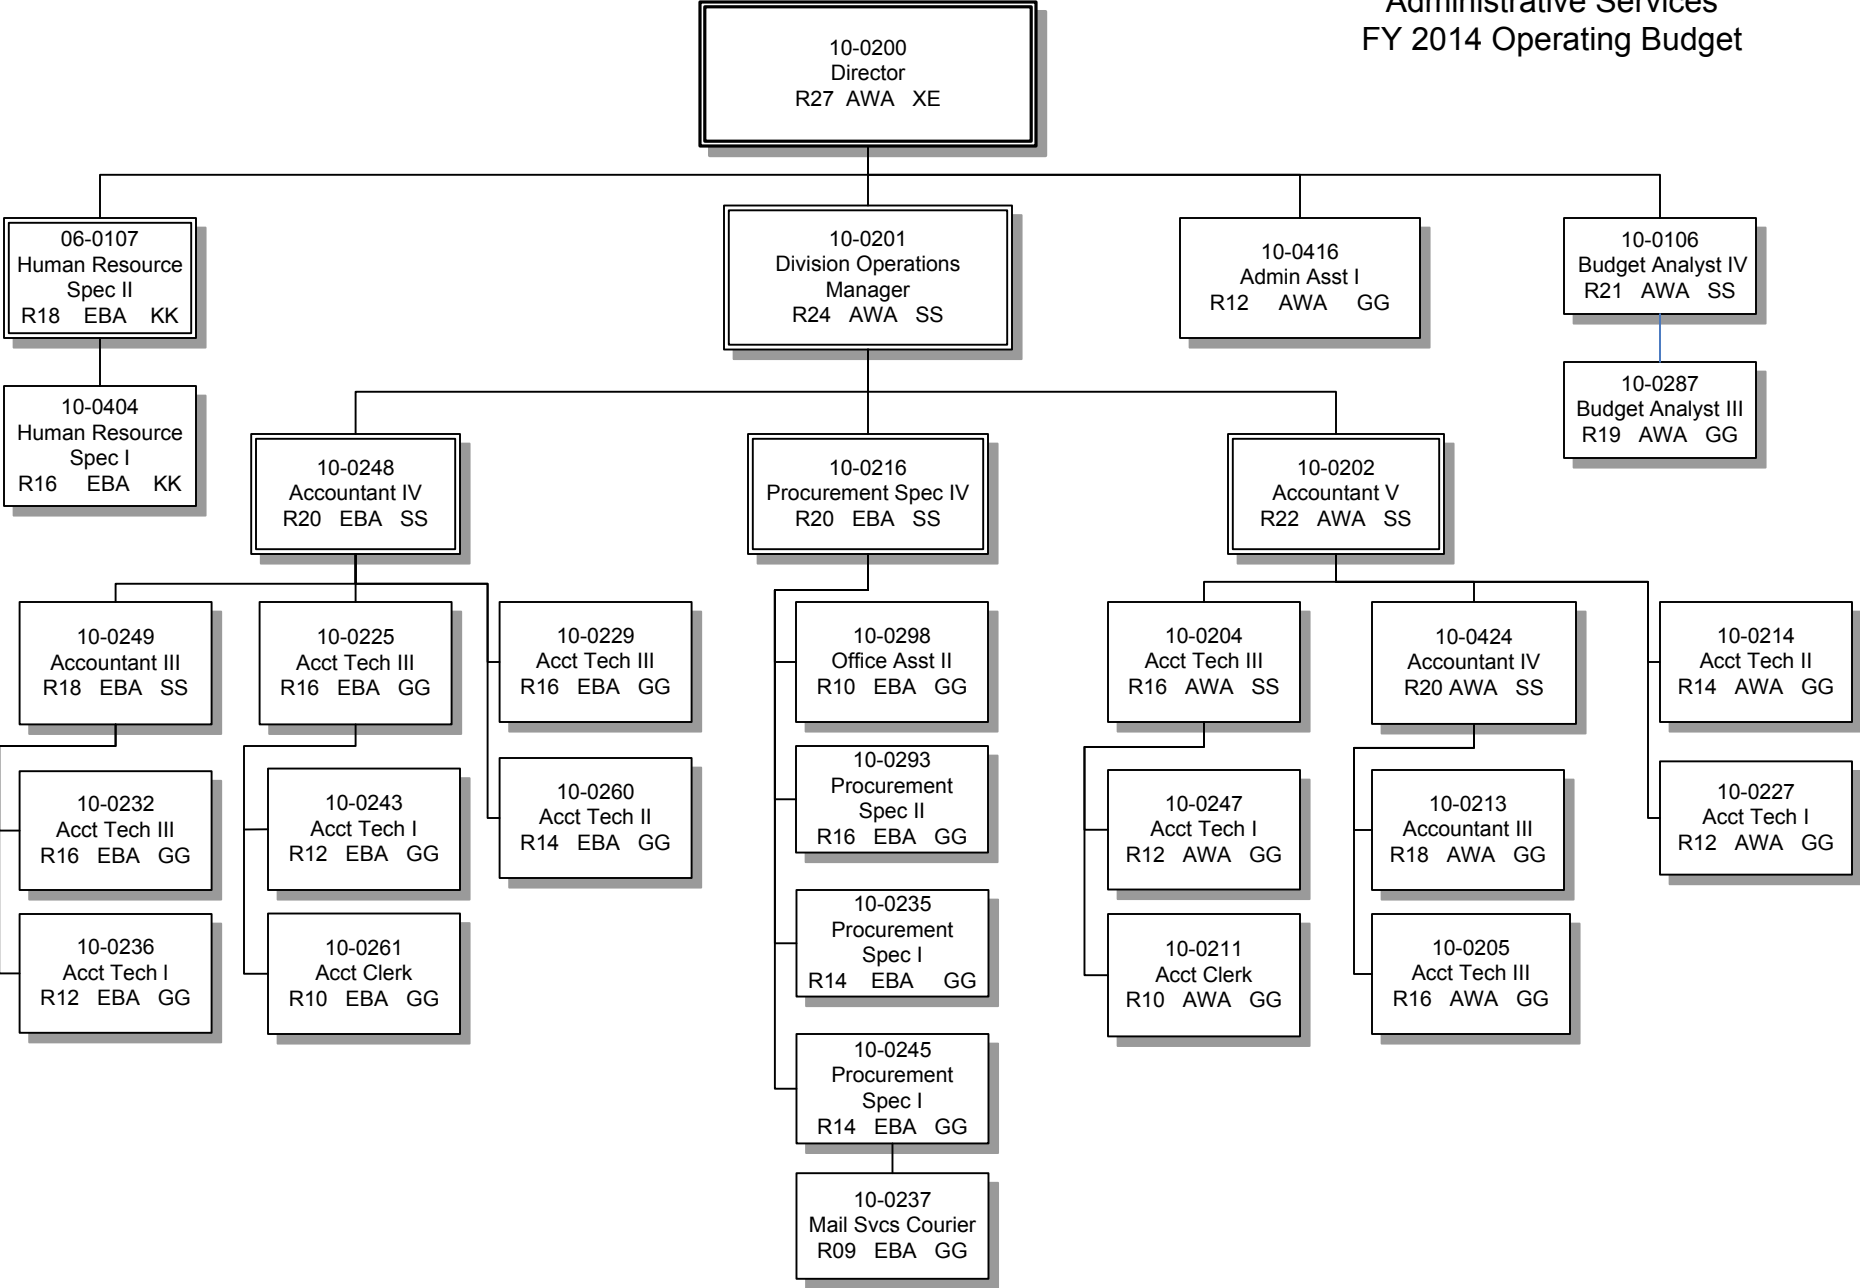 Administrative Services
FY 2014 Operating Budget
10-0200
Director
R27 AWA XE
06-0107
Human Resource
Spec II
R18 EBA KK
10-0201
Division Operations
Manager
R24 AWA SS
10-0416
Admin Asst I
R12 AWA GG
10-0106
Budget Analyst IV
R21 AWA SS
10-0404
Human Resource
Spec I
R16 EBA KK
10-0287
Budget Analyst III
R19 AWA GG
10-0248
Accountant IV
R20 EBA SS
10-0216
Procurement Spec IV
R20 EBA SS
10-0202
Accountant V
R22 AWA SS
10-0249
Accountant III
R18 EBA SS
10-0225
Acct Tech III
R16 EBA GG
10-0229
Acct Tech III
R16 EBA GG
10-0298
Office Asst II
R10 EBA GG
10-0204
Acct Tech III
R16 AWA SS
10-0424
Accountant IV
R20 AWA SS
10-0214
Acct Tech II
R14 AWA GG
10-0232
Acct Tech III
R16 EBA GG
10-0243
Acct Tech I
R12 EBA GG
10-0260
Acct Tech II
R14 EBA GG
10-0293
Procurement
Spec II
R16 EBA GG
10-0247
Acct Tech I
R12 AWA GG
10-0213
Accountant III
R18 AWA GG
10-0227
Acct Tech I
R12 AWA GG
10-0236
Acct Tech I
R12 EBA GG
10-0261
Acct Clerk
R10 EBA GG
10-0235
Procurement
Spec I
R14 EBA GG
10-0211
Acct Clerk
R10 AWA GG
10-0205
Acct Tech III
R16 AWA GG
10-0245
Procurement
Spec I
R14 EBA GG
10-0237
Mail Svcs Courier
R09 EBA GG